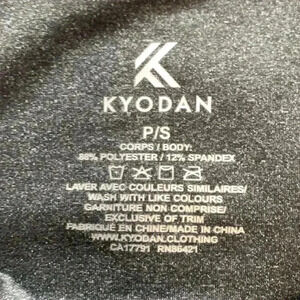 KYODAN
P/S
CORPS / BODY:
88% POLYESTER / 12% SPANDEX
LAVER AVEC COULEURS SIMILAIRES/
WASH WITH LIKE COLOURS
GARNITURE NON COMPRISE/
EXCLUSIVE OF TRIM
FABRIQUÉ EN CHINE/MADE IN CHINA
WWW.KYODAN.CLOTHING
CA17791 RN86421